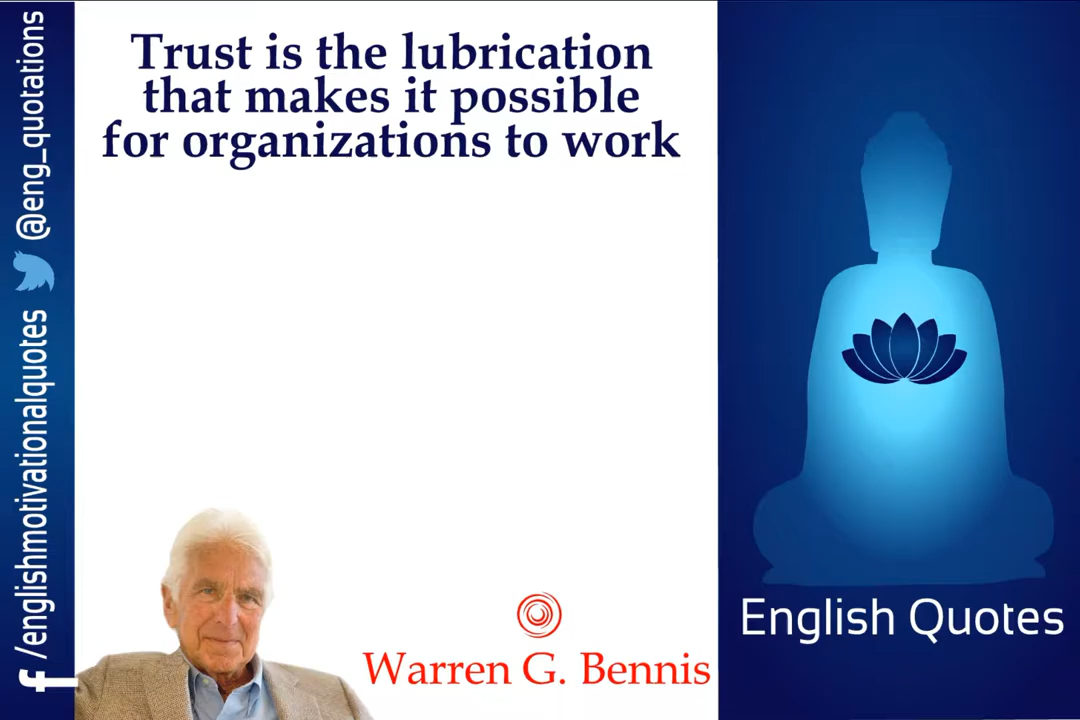 Trust is the lubrication
that makes it possible
for organizations to work
Warren G. Bennis
English Quotes
f /englishmotivationalquotes @eng_quotations